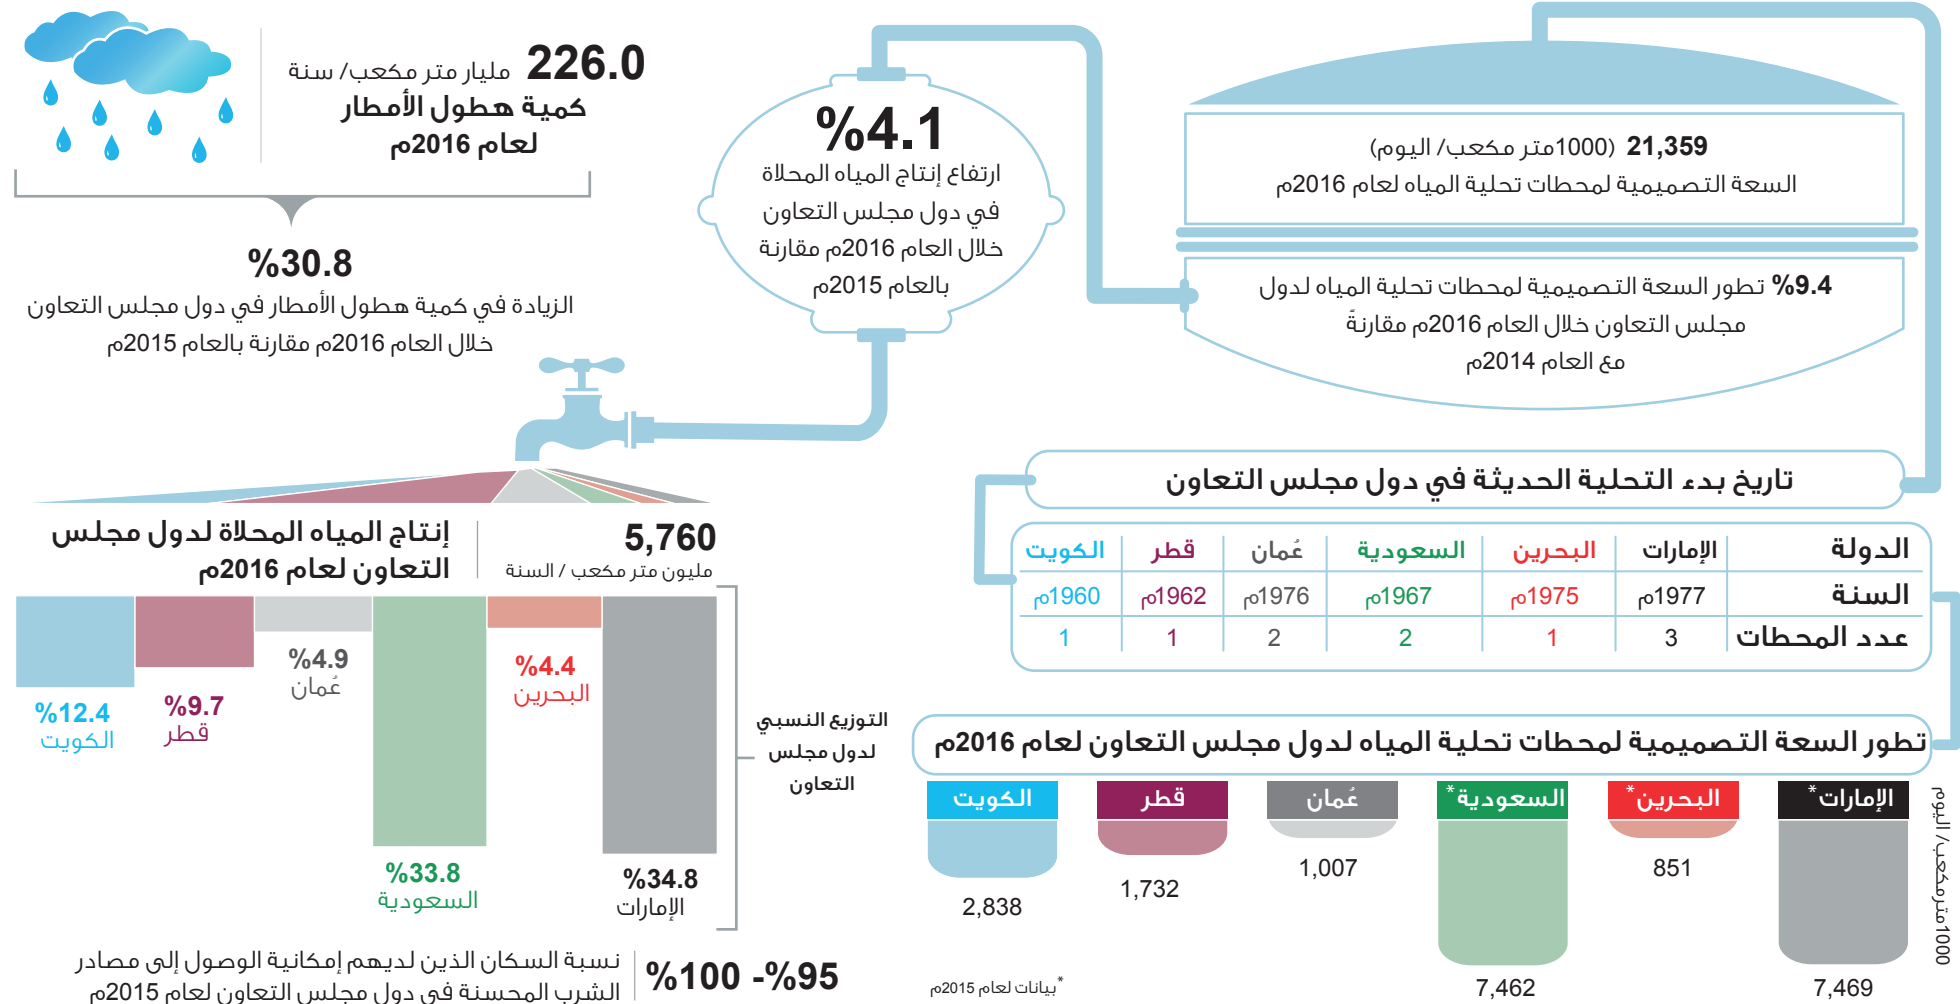 226.0 مليار متر مكعب/ سنة
كمية هطول الأمطار
لعام 2016م
%30.8
الزيادة في كمية هطول الأمطار في دول مجلس التعاون
خلال العام 2016م مقارنة بالعام 2015م
%4.1
ارتفاع إنتاج المياه المحلاة
في دول مجلس التعاون
خلال العام 2016م مقارنة
بالعام 2015م
21,359 (1000متر مكعب/ اليوم)
السعة التصميمية لمحطات تحلية المياه لعام 2016م
%9.4 تطور السعة التصميمية لمحطات تحلية المياه لدول
مجلس التعاون خلال العام 2016م مقارنةً
مع العام 2014م
تاريخ بدء التحلية الحديثة في دول مجلس التعاون
الدولة الإمارات البحرين السعودية عُمان قطر الكويت
السنة 1977م 1975م 1967م 1976م 1962م 1960م
عدد المحطات 3 1 2 2 1 1
تطور السعة التصميمية لمحطات تحلية المياه لدول مجلس التعاون لعام 2016م
1000مترمكعب/ اليوم
الإمارات* البحرين* السعودية* عُمان قطر الكويت
7,469 851 7,462 1,007 1,732 2,838
*بيانات لعام 2015م
5,760
مليون متر مكعب / السنة
إنتاج المياه المحلاة لدول مجلس
التعاون لعام 2016م
التوزيع النسبي
لدول مجلس
التعاون
%34.8
الإمارات
%4.4
البحرين
%33.8
السعودية
%4.9
عُمان
%9.7
قطر
%12.4
الكويت
%100 -%95
نسبة السكان الذين لديهم إمكانية الوصول إلى مصادر
الشرب المحسنة في دول مجلس التعاون لعام 2015م